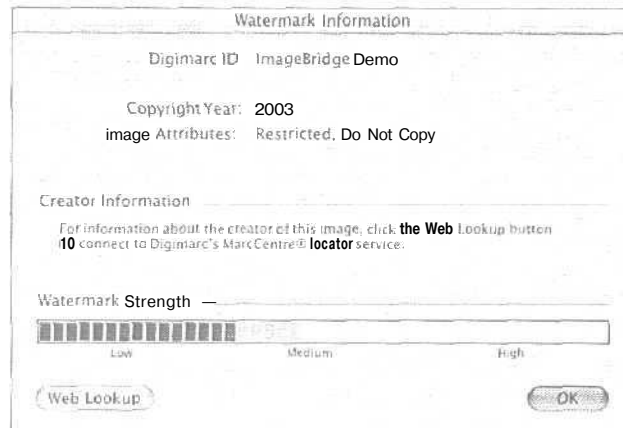 Watermark Information
Digimarc ID ImageBridge Demo
Copyright Year: 2003
image Attributes: Restricted, Do Not Copy
Creator Information
For information about the creator of this image, click the Web Lookup button
10 connect to Digimarc's MarcCentre® locator service.
Watermark Strength —
Low Medium High
Web Lookup OK